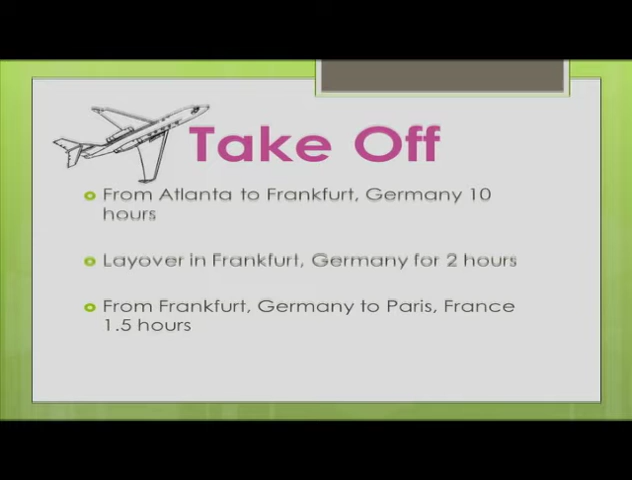 Take Off
From Atlanta to Frankfurt, Germany 10
hours
Layover in Frankfurt, Germany for 2 hours
From Frankfurt, Germany to Paris, France
1.5 hours